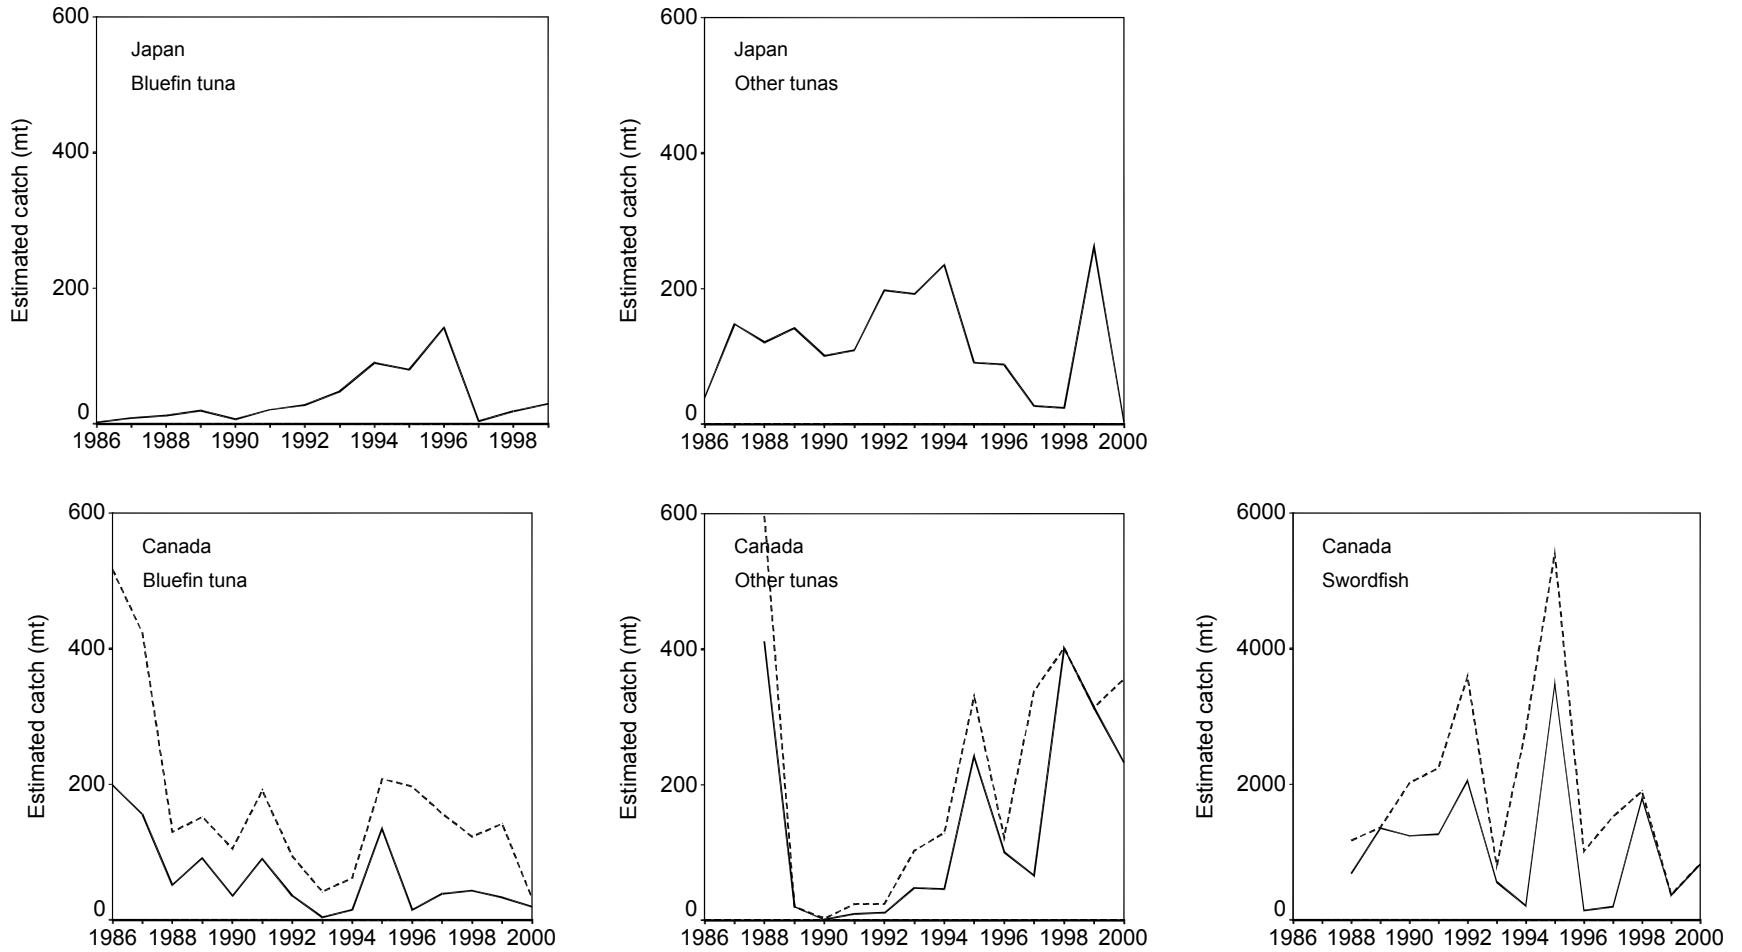 600
Japan
Bluefin tuna
400
200
0
Estimated catch (mt)
1986 1988 1990 1992 1994 1996 1998
600
Japan
Other tunas
400
200
0
Estimated catch (mt)
1986 1988 1990 1992 1994 1996 1998 2000
600
Canada
Bluefin tuna
400
200
0
Estimated catch (mt)
1986 1988 1990 1992 1994 1996 1998 2000
600
Canada
Other tunas
400
200
0
Estimated catch (mt)
1986 1988 1990 1992 1994 1996 1998 2000
6000
Canada
Swordfish
4000
2000
0
Estimated catch (mt)
1986 1988 1990 1992 1994 1996 1998 2000